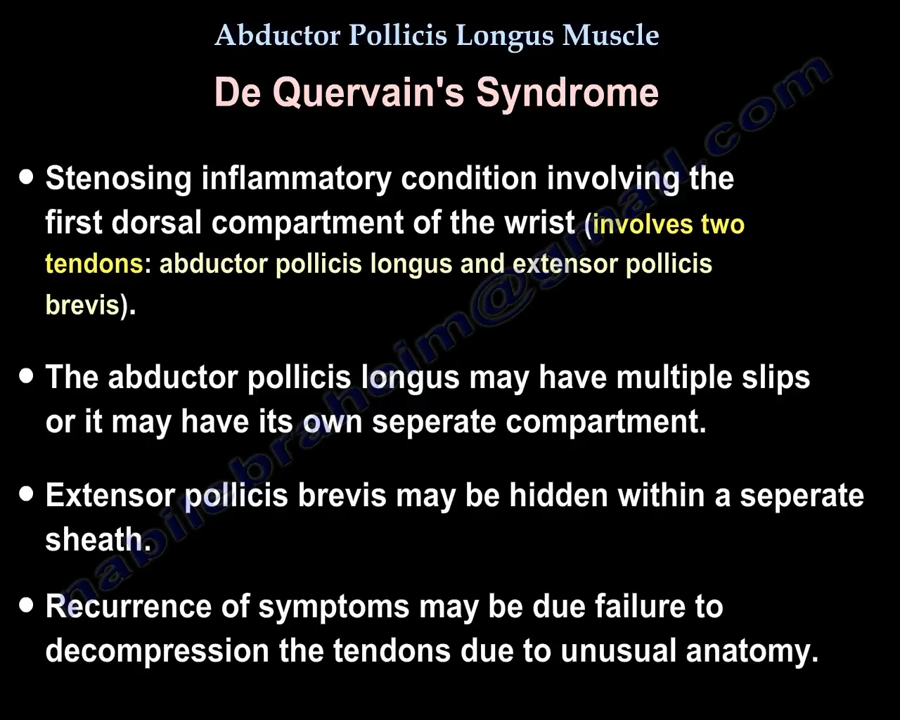 Abductor Pollicis Longus Muscle
De Quervain's Syndrome
• Stenosing inflammatory condition involving the
first dorsal compartment of the wrist (involves two
tendons: abductor pollicis longus and extensor pollicis
brevis).
• The abductor pollicis longus may have multiple slips
or it may have its own seperate compartment.
• Extensor pollicis brevis may be hidden within a seperate
sheath.
• Recurrence of symptoms may be due failure to
decompression the tendons due to unusual anatomy.
nabilebraheim@gmail.com